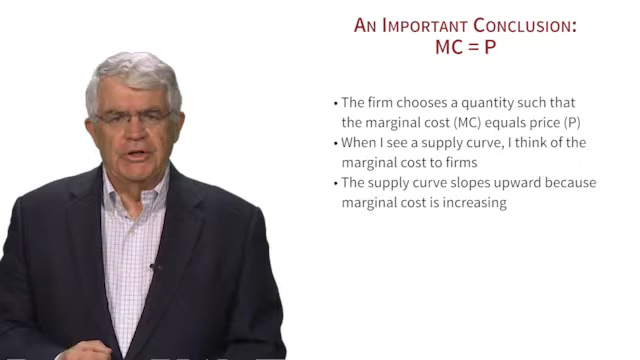 AN IMPORTANT CONCLUSION:
MC = P
• The firm chooses a quantity such that
the marginal cost (MC) equals price (P)
• When I see a supply curve, I think of the
marginal cost to firms
• The supply curve slopes upward because
marginal cost is increasing